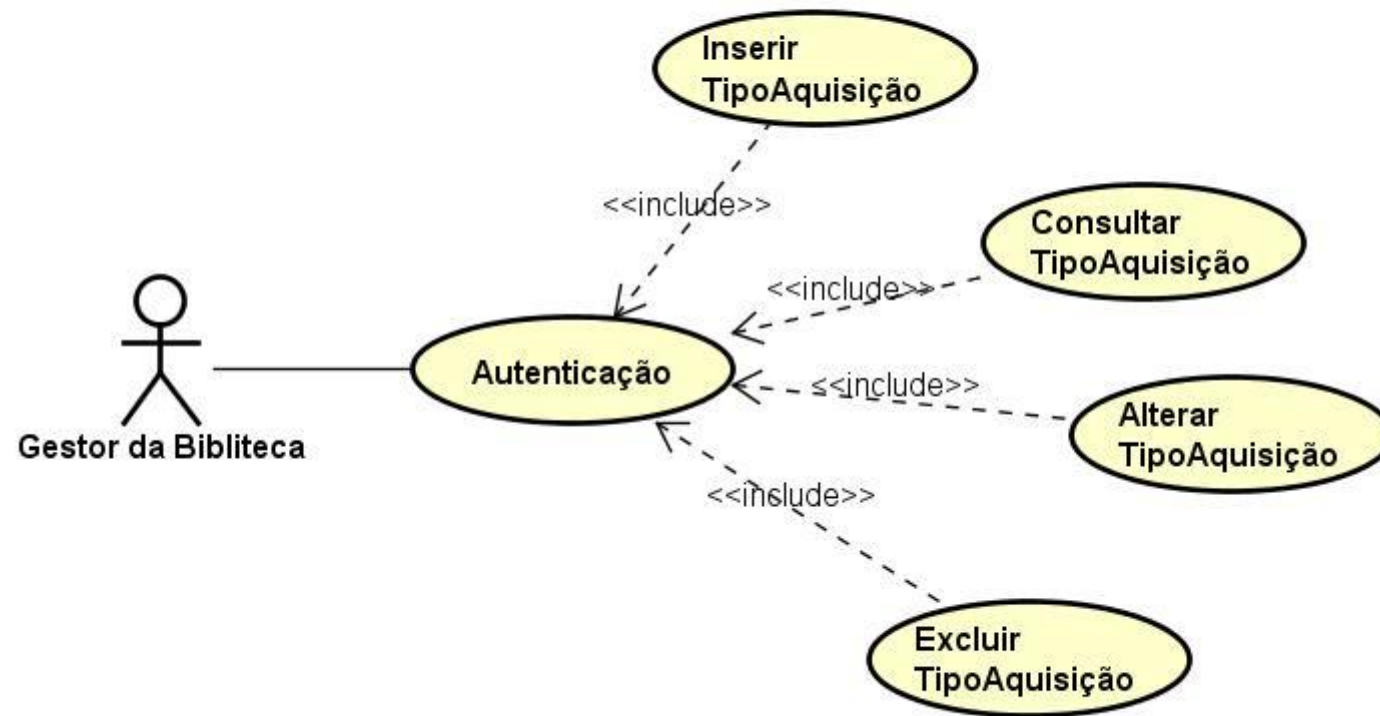 Inserir
TipoAquisição
<<include>>
Consultar
TipoAquisição
<<include>>
Autenticação
<<include>>
Alterar
TipoAquisição
Gestor da Bibliteca
<<include>>
Excluir
TipoAquisição